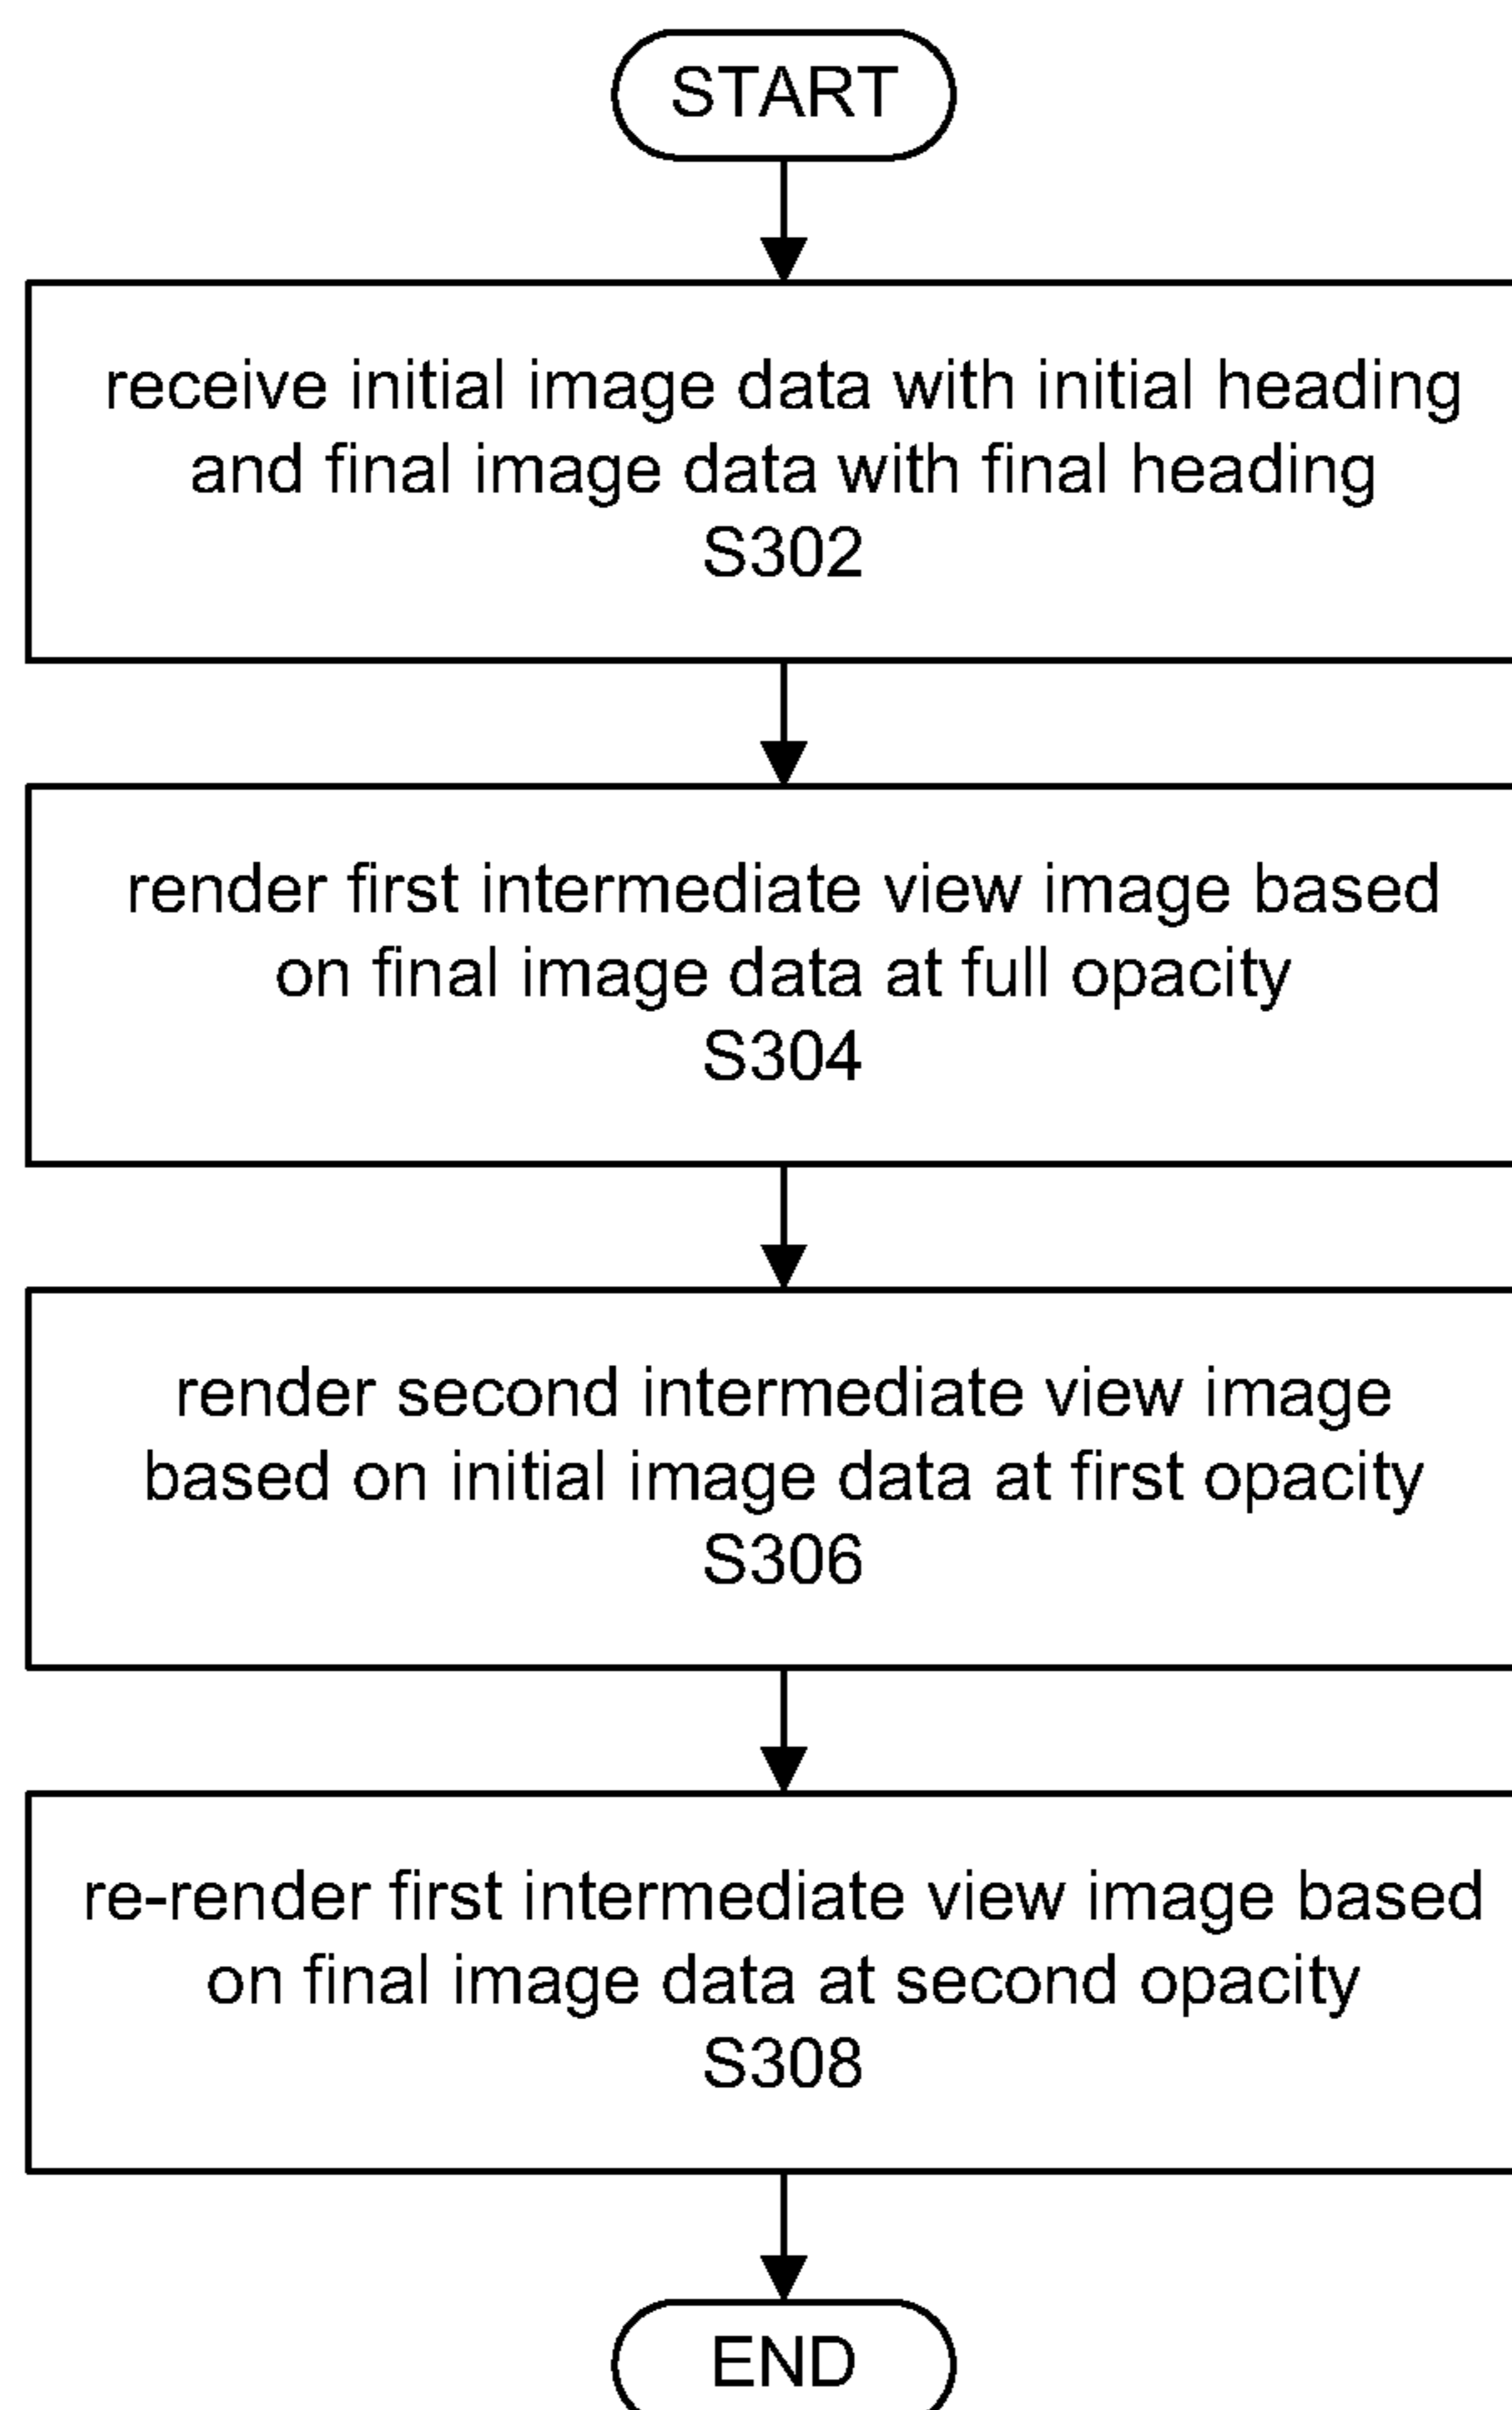 START
receive initial image data with initial heading
and final image data with final heading
S302
render first intermediate view image based
on final image data at full opacity
S304
render second intermediate view image
based on initial image data at first opacity
S306
re-render first intermediate view image based
on final image data at second opacity
S308
END